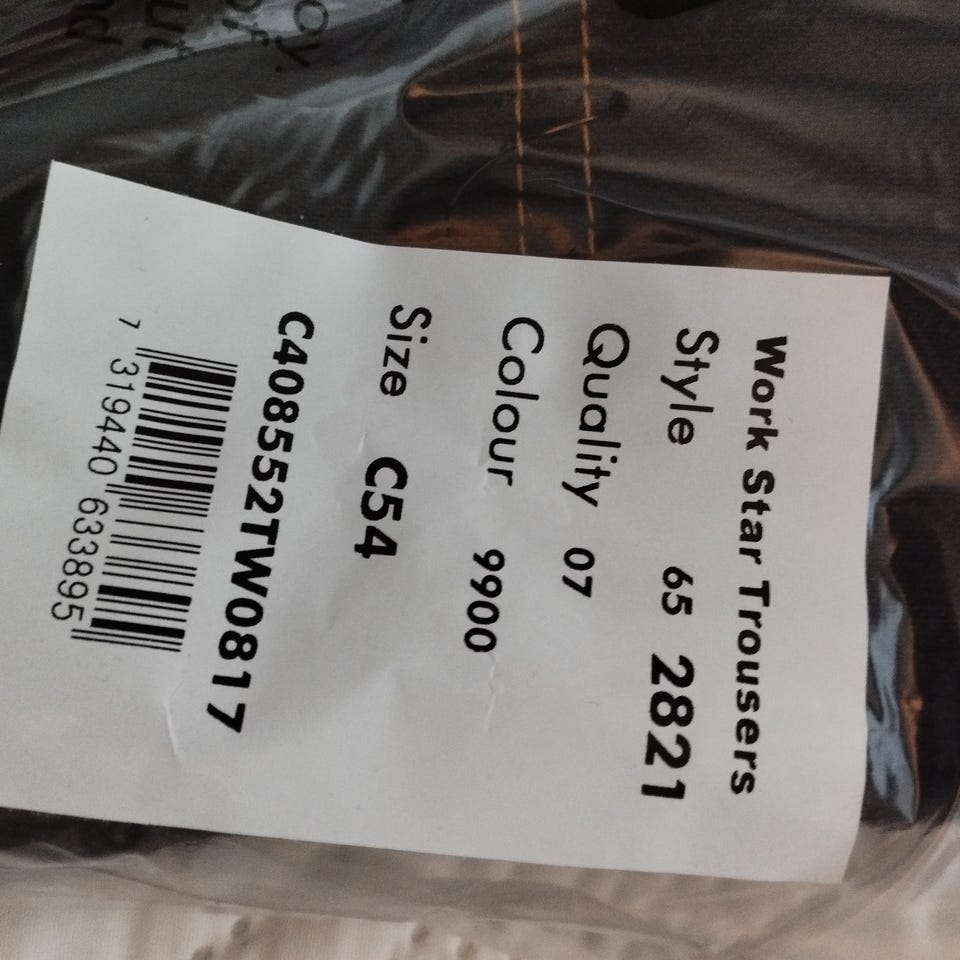 Work Star Trousers
Style 65 2821
Quality 07
Colour 9900
Size C54
C408552TW0817
7 319440 633895